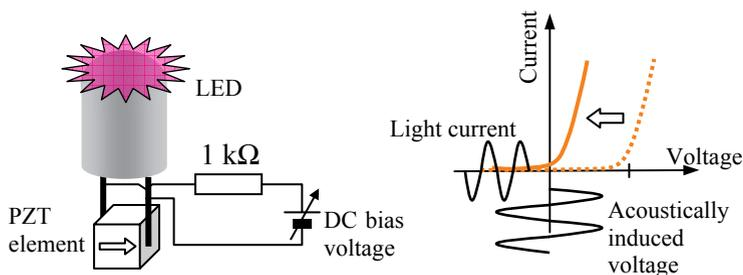 LED
1 kΩ
PZT
element
DC bias
voltage
Current
Light current
Voltage
Acoustically
induced
voltage